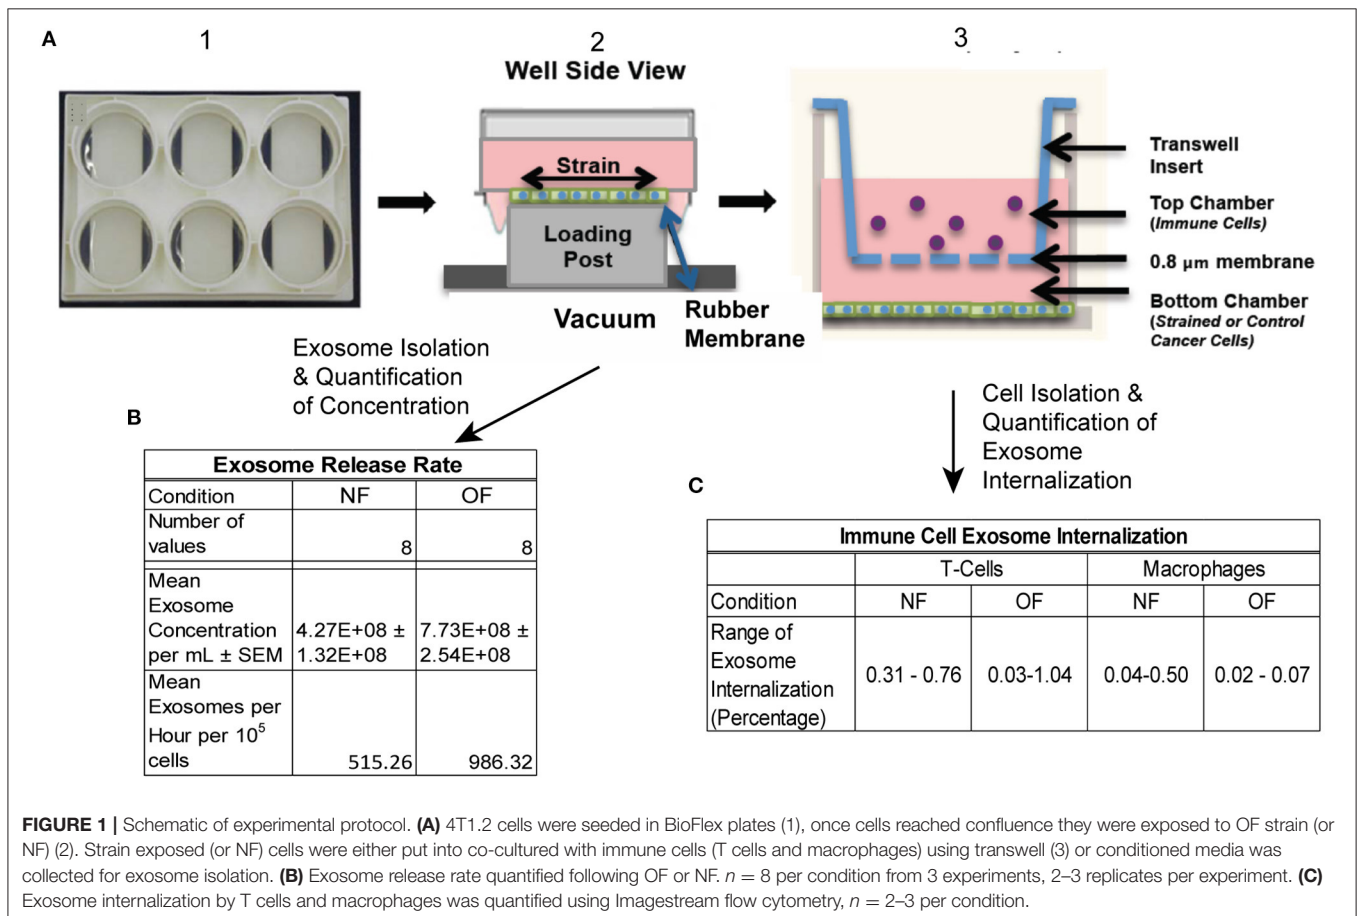 A
1
2
3
Well Side View
Strain
Loading
Post
Vacuum
Rubber
Membrane
Transwell
Insert
Top Chamber
(Immune Cells)
0.8 µm membrane
Bottom Chamber
(Strained or Control
Cancer Cells)
Exosome Isolation
& Quantification
of Concentration
Cell Isolation &
Quantification of
Exosome
Internalization
B
Exosome Release Rate
Condition NF OF
Number of
values 8 8
Mean
Exosome
Concentration 4.27E+08 ± 7.73E+08 ±
per mL ± SEM 1.32E+08 2.54E+08
Mean
Exosomes per
Hour per 10⁵
cells 515.26 986.32
C
Immune Cell Exosome Internalization
T-Cells Macrophages
Condition NF OF NF OF
Range of
Exosome
Internalization
(Percentage) 0.31 - 0.76 0.03-1.04 0.04-0.50 0.02 - 0.07
FIGURE 1 | Schematic of experimental protocol. (A) 4T1.2 cells were seeded in BioFlex plates (1), once cells reached confluence they were exposed to OF strain (or
NF) (2). Strain exposed (or NF) cells were either put into co-cultured with immune cells (T cells and macrophages) using transwell (3) or conditioned media was
collected for exosome isolation. (B) Exosome release rate quantified following OF or NF. n = 8 per condition from 3 experiments, 2–3 replicates per experiment. (C)
Exosome internalization by T cells and macrophages was quantified using Imagestream flow cytometry, n = 2–3 per condition.